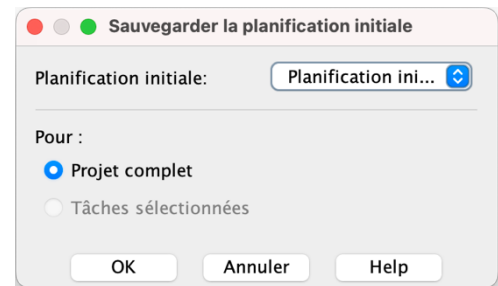 Sauvegarder la planification initiale
Planification initiale: Planification ini...
Pour :
Projet complet
Tâches sélectionnées
OK Annuler Help